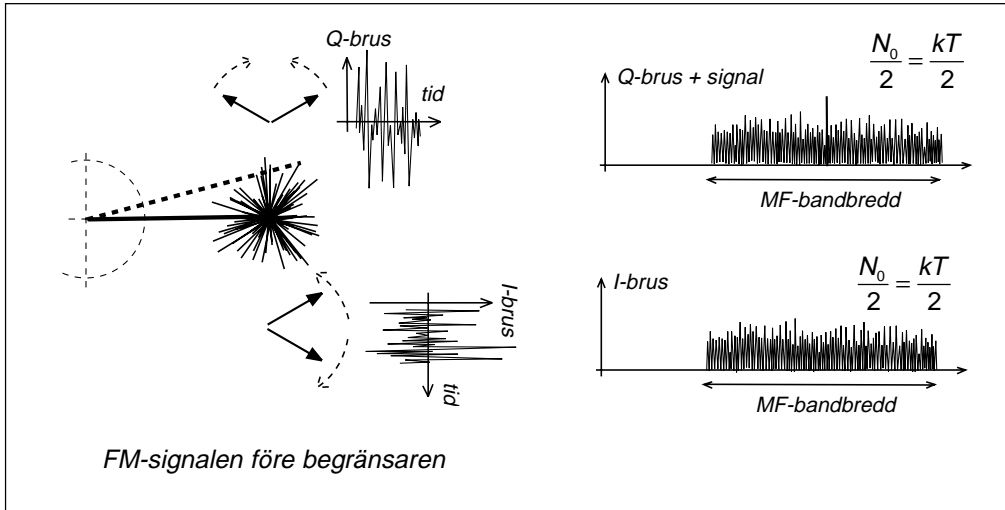 Q-brus
tid
I-brus
tid
FM-signalen före begränsaren
Q-brus + signal
N₀/2 = kT/2
MF-bandbredd
I-brus
N₀/2 = kT/2
MF-bandbredd